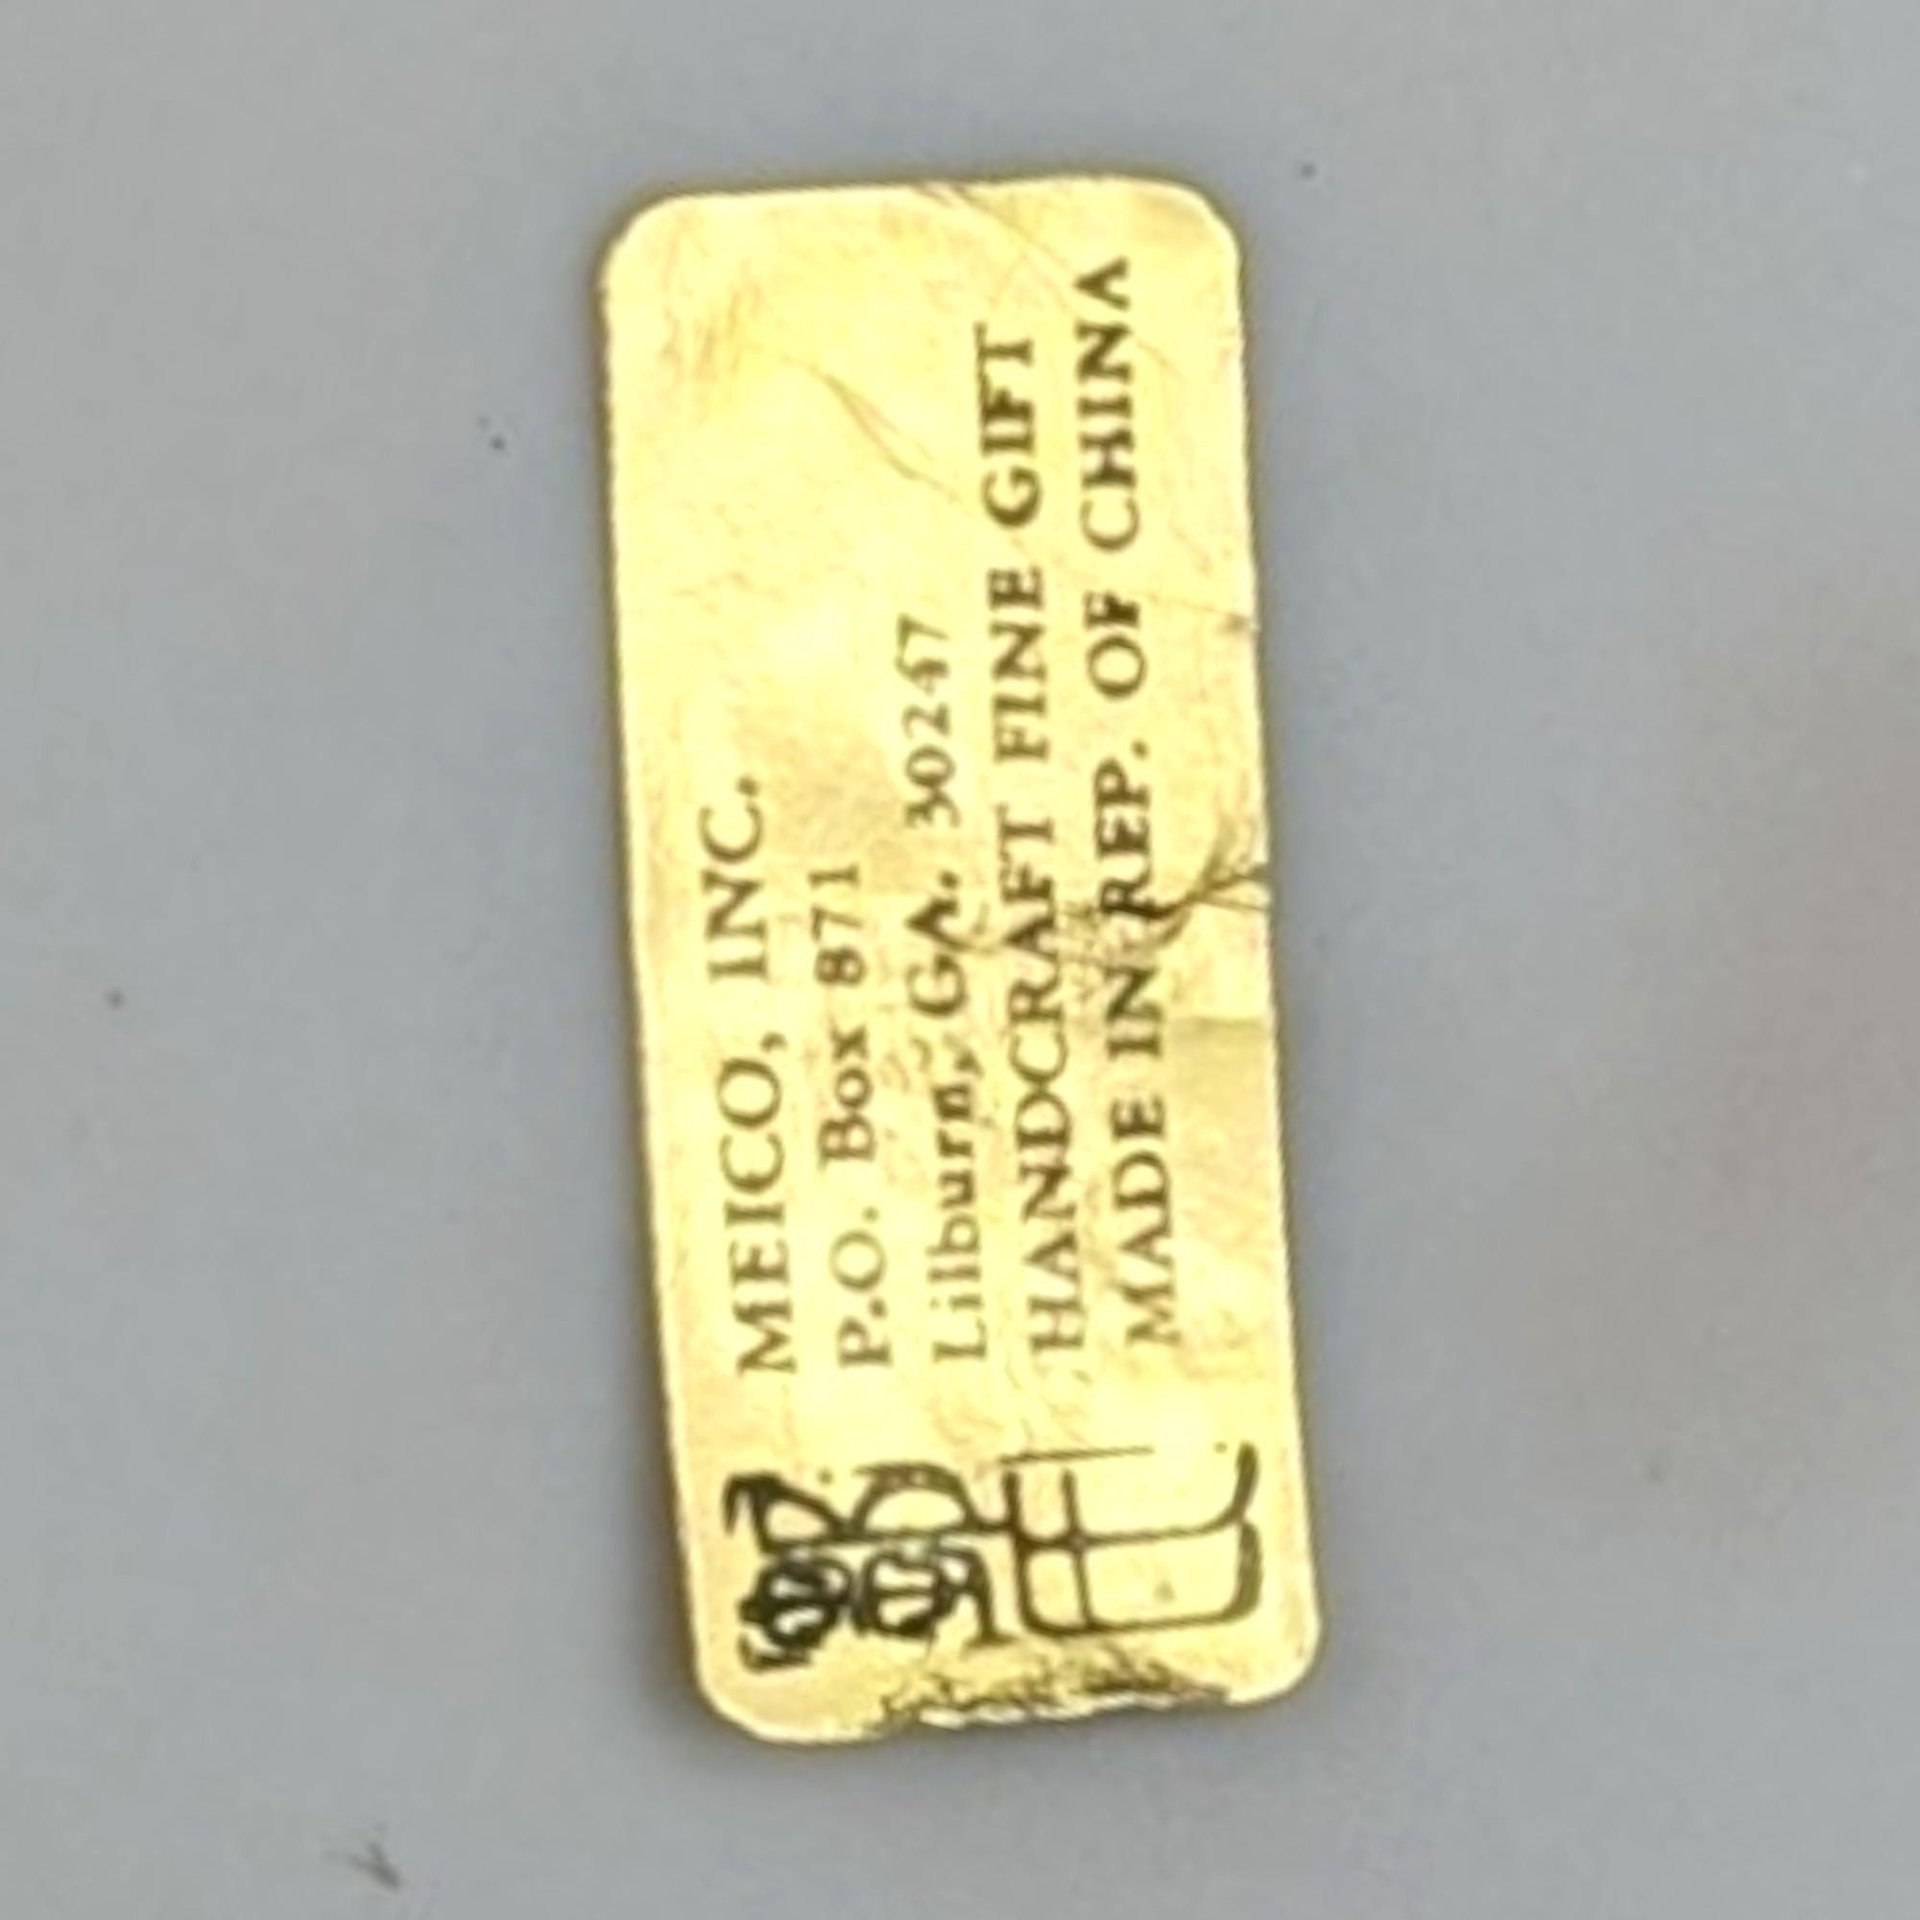 MEICO, INC.
P.O. Box 871
Lilburn, GA. 30247
HANDCRAFT FINE GIFT
MADE IN REP. OF CHINA